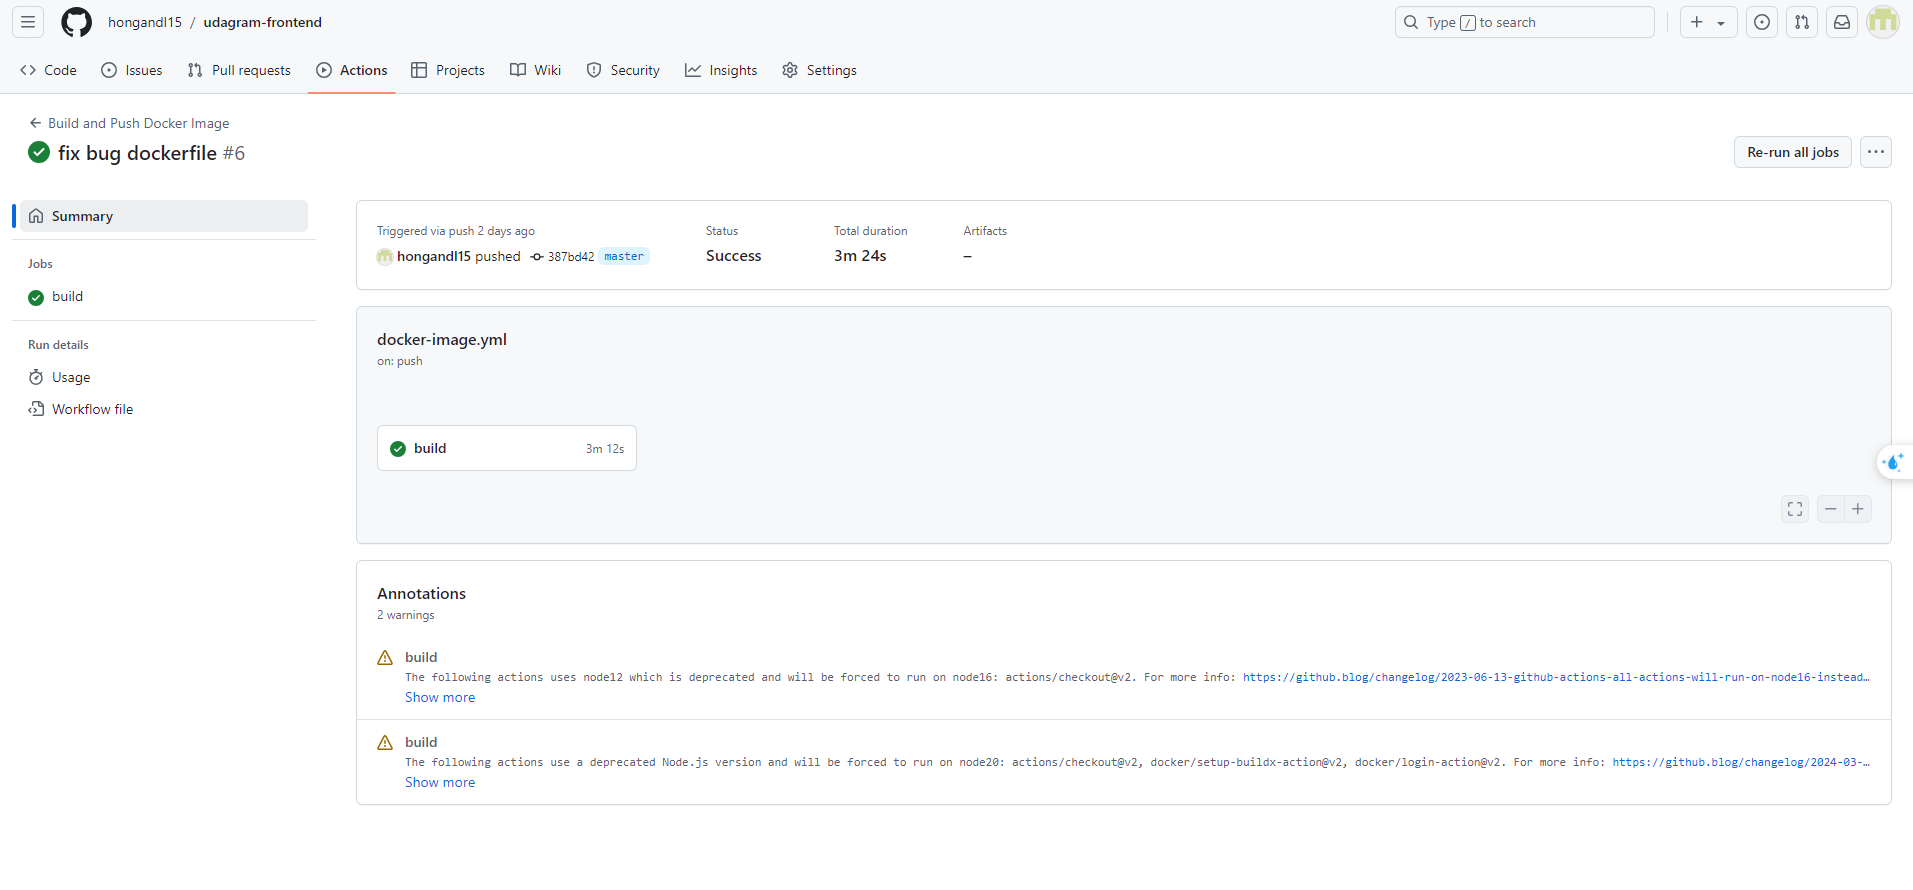 hongandl15 / udagram-frontend
Type / to search
Code Issues Pull requests Actions Projects Wiki Security Insights Settings
Build and Push Docker Image
fix bug dockerfile #6
Re-run all jobs
Summary
Jobs
build
Run details
Usage
Workflow file
Triggered via push 2 days ago
hongandl15 pushed 387bd42 master
Status
Success
Total duration
3m 24s
Artifacts
–
docker-image.yml
on: push
build 3m 12s
Annotations
2 warnings
build
The following actions uses node12 which is deprecated and will be forced to run on node16: actions/checkout@v2. For more info: https://github.blog/changelog/2023-06-13-github-actions-all-actions-will-run-on-node16-instead…
Show more
build
The following actions use a deprecated Node.js version and will be forced to run on node20: actions/checkout@v2, docker/setup-buildx-action@v2, docker/login-action@v2. For more info: https://github.blog/changelog/2024-03-…
Show more